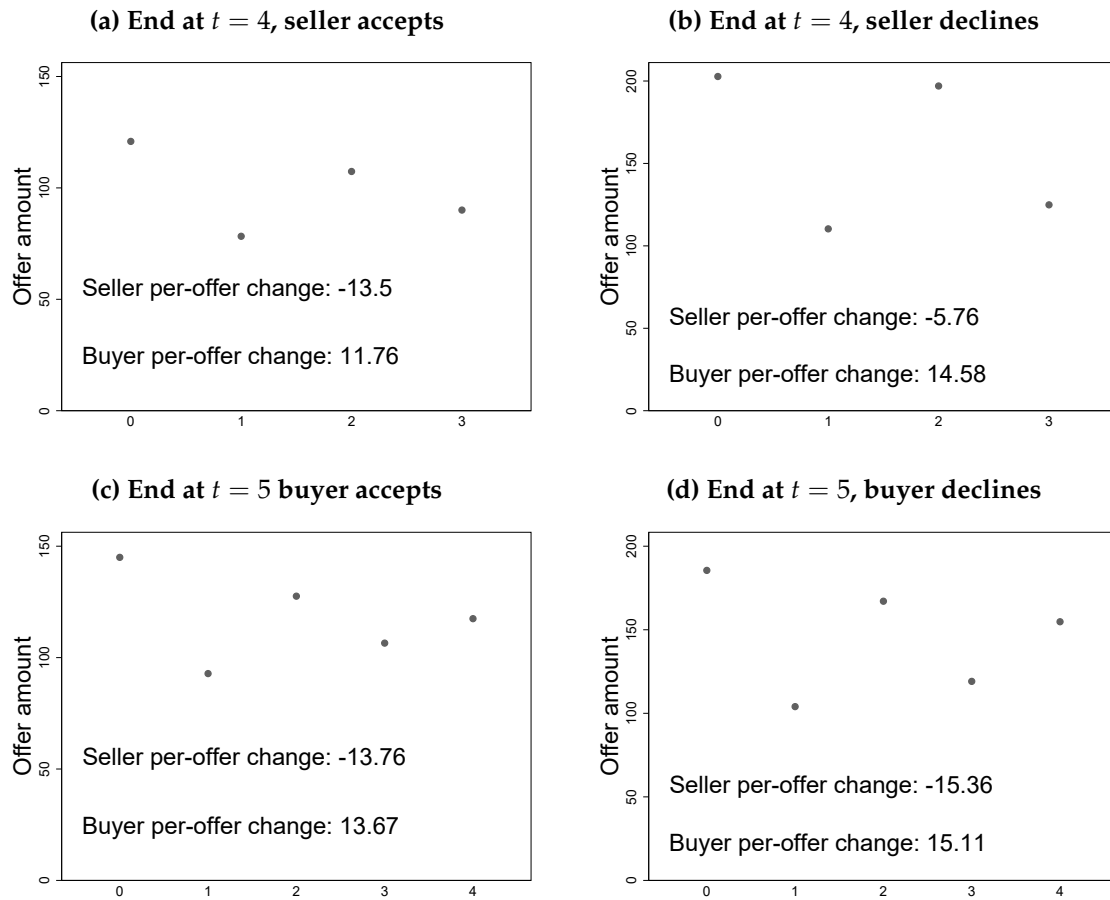 (a) End at t = 4, seller accepts
150
100
50
0
Offer amount
Seller per-offer change: -13.5
Buyer per-offer change: 11.76
0 1 2 3
(b) End at t = 4, seller declines
200
150
100
50
0
Offer amount
Seller per-offer change: -5.76
Buyer per-offer change: 14.58
0 1 2 3
(c) End at t = 5 buyer accepts
150
100
50
0
Offer amount
Seller per-offer change: -13.76
Buyer per-offer change: 13.67
0 1 2 3 4
(d) End at t = 5, buyer declines
200
150
100
50
0
Offer amount
Seller per-offer change: -15.36
Buyer per-offer change: 15.11
0 1 2 3 4